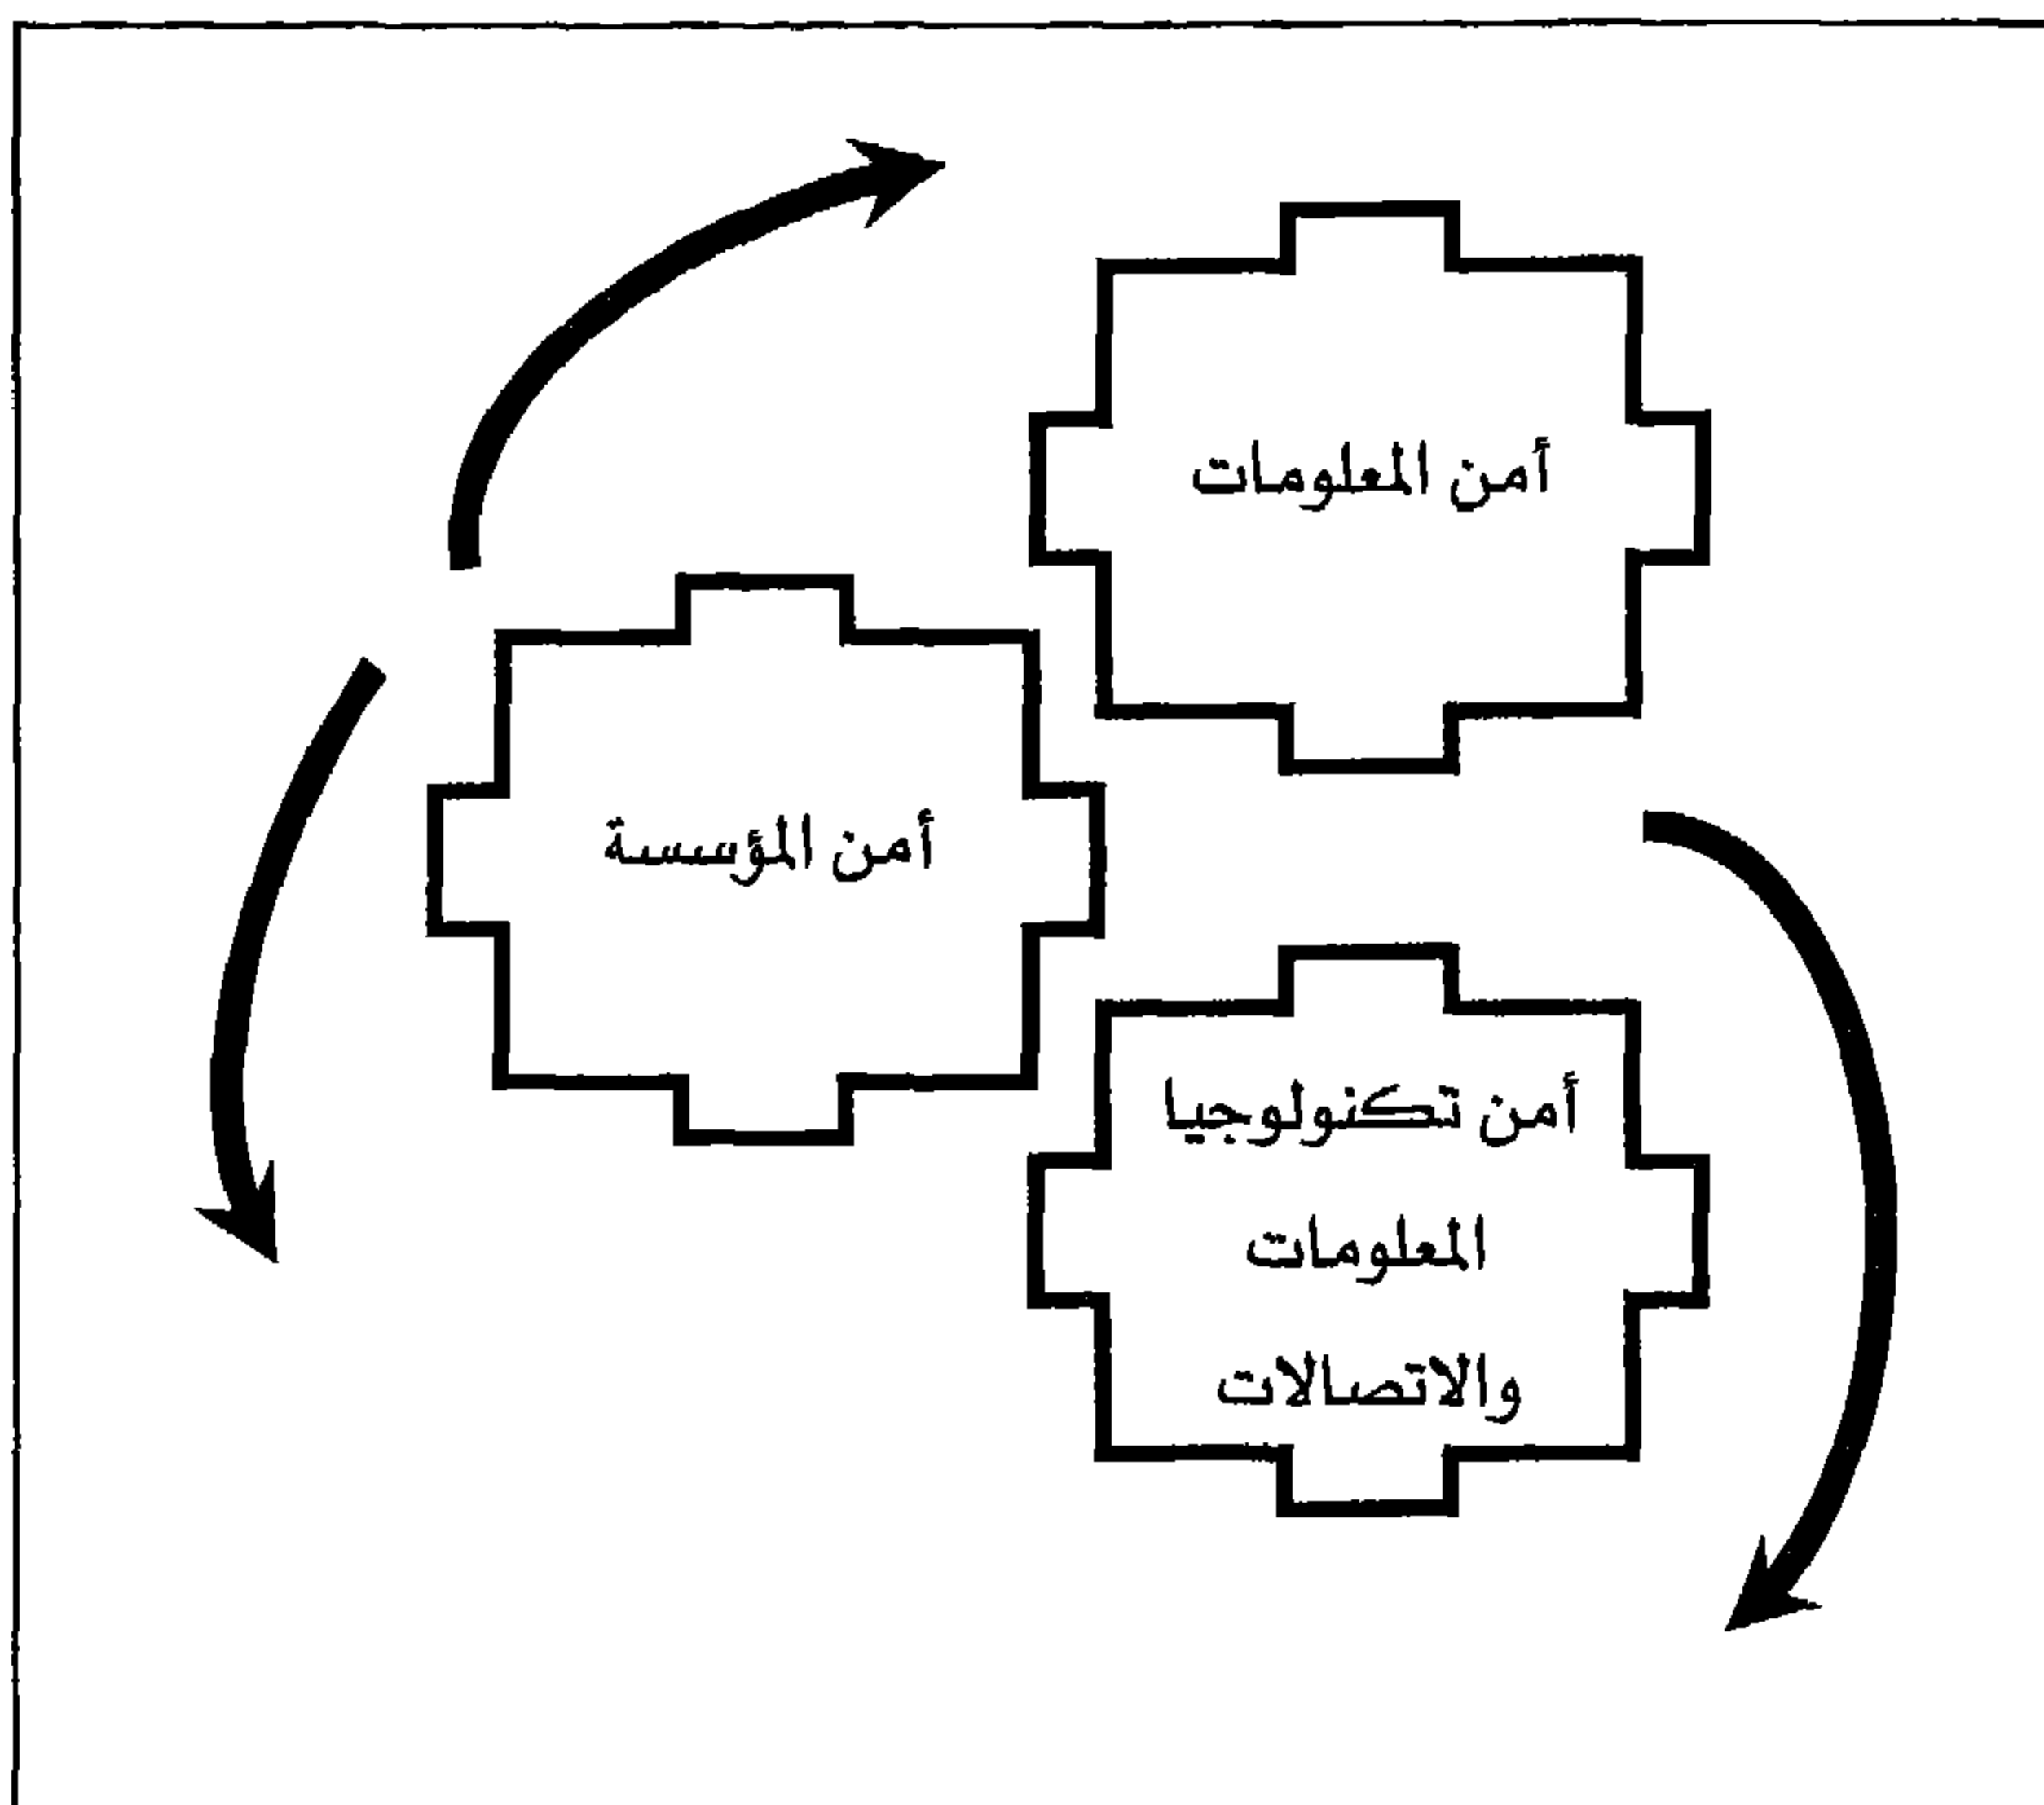 أمن المعلومات
أمن المؤسسة
أمن تكنولوجيا
المعلومات
والاتصالات